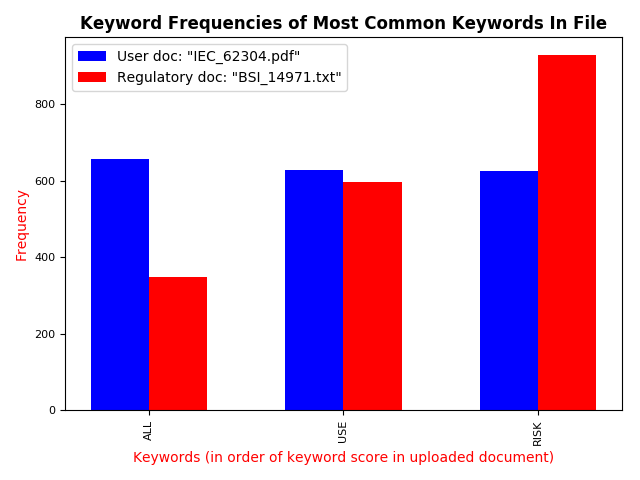 Keyword Frequencies of Most Common Keywords In File
User doc: "IEC_62304.pdf"
Regulatory doc: "BSI_14971.txt"
800
600
400
200
0
Frequency
ALL
USE
RISK
Keywords (in order of keyword score in uploaded document)